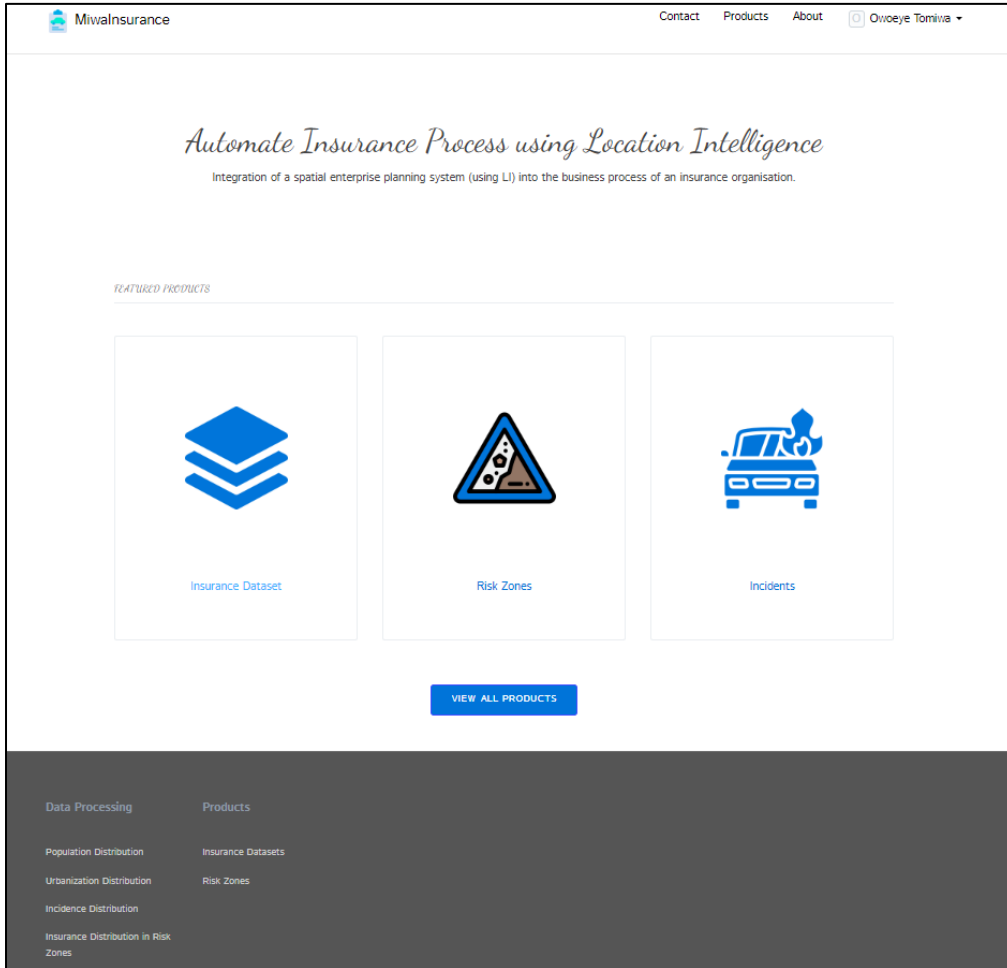 MiwaInsurance
Contact Products About Owoeye Tomiwa
Automate Insurance Process using Location Intelligence
Integration of a spatial enterprise planning system (using LI) into the business process of an insurance organisation.
FEATURED PRODUCTS
Insurance Dataset
Risk Zones
Incidents
VIEW ALL PRODUCTS
Data Processing
Population Distribution
Urbanization Distribution
Incidence Distribution
Insurance Distribution in Risk
Zones
Products
Insurance Datasets
Risk Zones